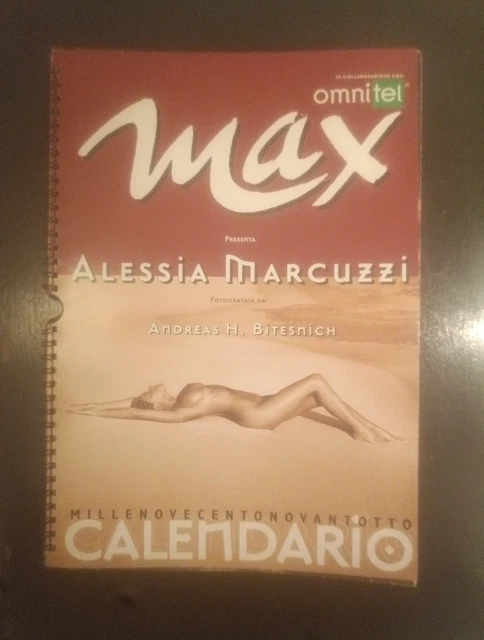 IN COLLABORAZIONE CON
omnitel
max
PRESENTA
ALESSIA MARCUZZI
FOTOGRAFATA DA
ANDREAS H. BITESNICH
MILLENOVECENTONOVANTOTTO
CALENDARIO